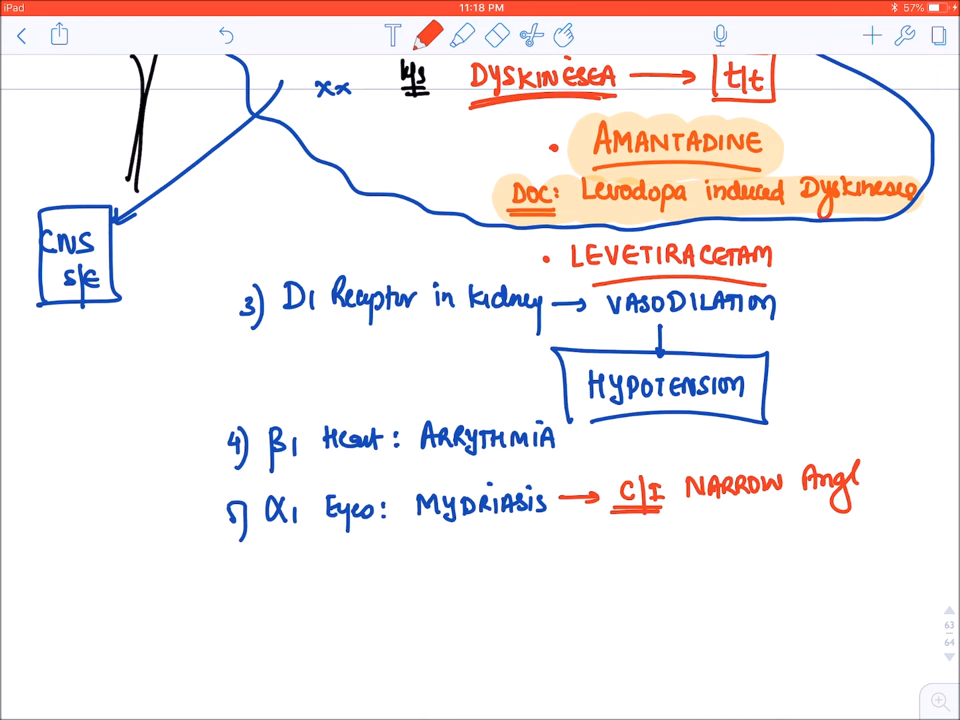 iPad 11:18 PM 57%
T
DYSKINESEA → t/t
xx
• AMANTADINE
DOC: Levodopa induced Dyskinesea
CNS
S/E
• LEVETIRACETAM
3) D1 Receptor in kidney → VASODILATION
HYPOTENSION
4) β1 Heart: ARRYTHMIA
5) α1 Eyes: MYDRIASIS → C/I NARROW Angl
63
64